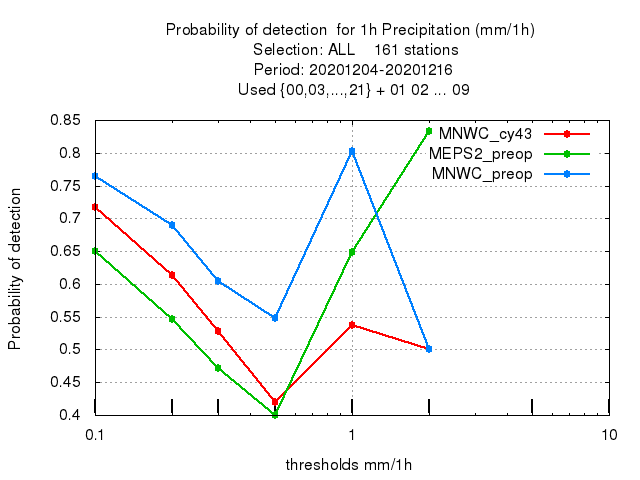 Probability of detection for 1h Precipitation (mm/1h)
Selection: ALL 161 stations
Period: 20201204-20201216
Used {00,03,...,21} + 01 02 ... 09
MNWC_cy43
MEPS2_preop
MNWC_preop
0.85
0.8
0.75
0.7
0.65
0.6
0.55
0.5
0.45
0.4
Probability of detection
0.1
1
10
thresholds mm/1h